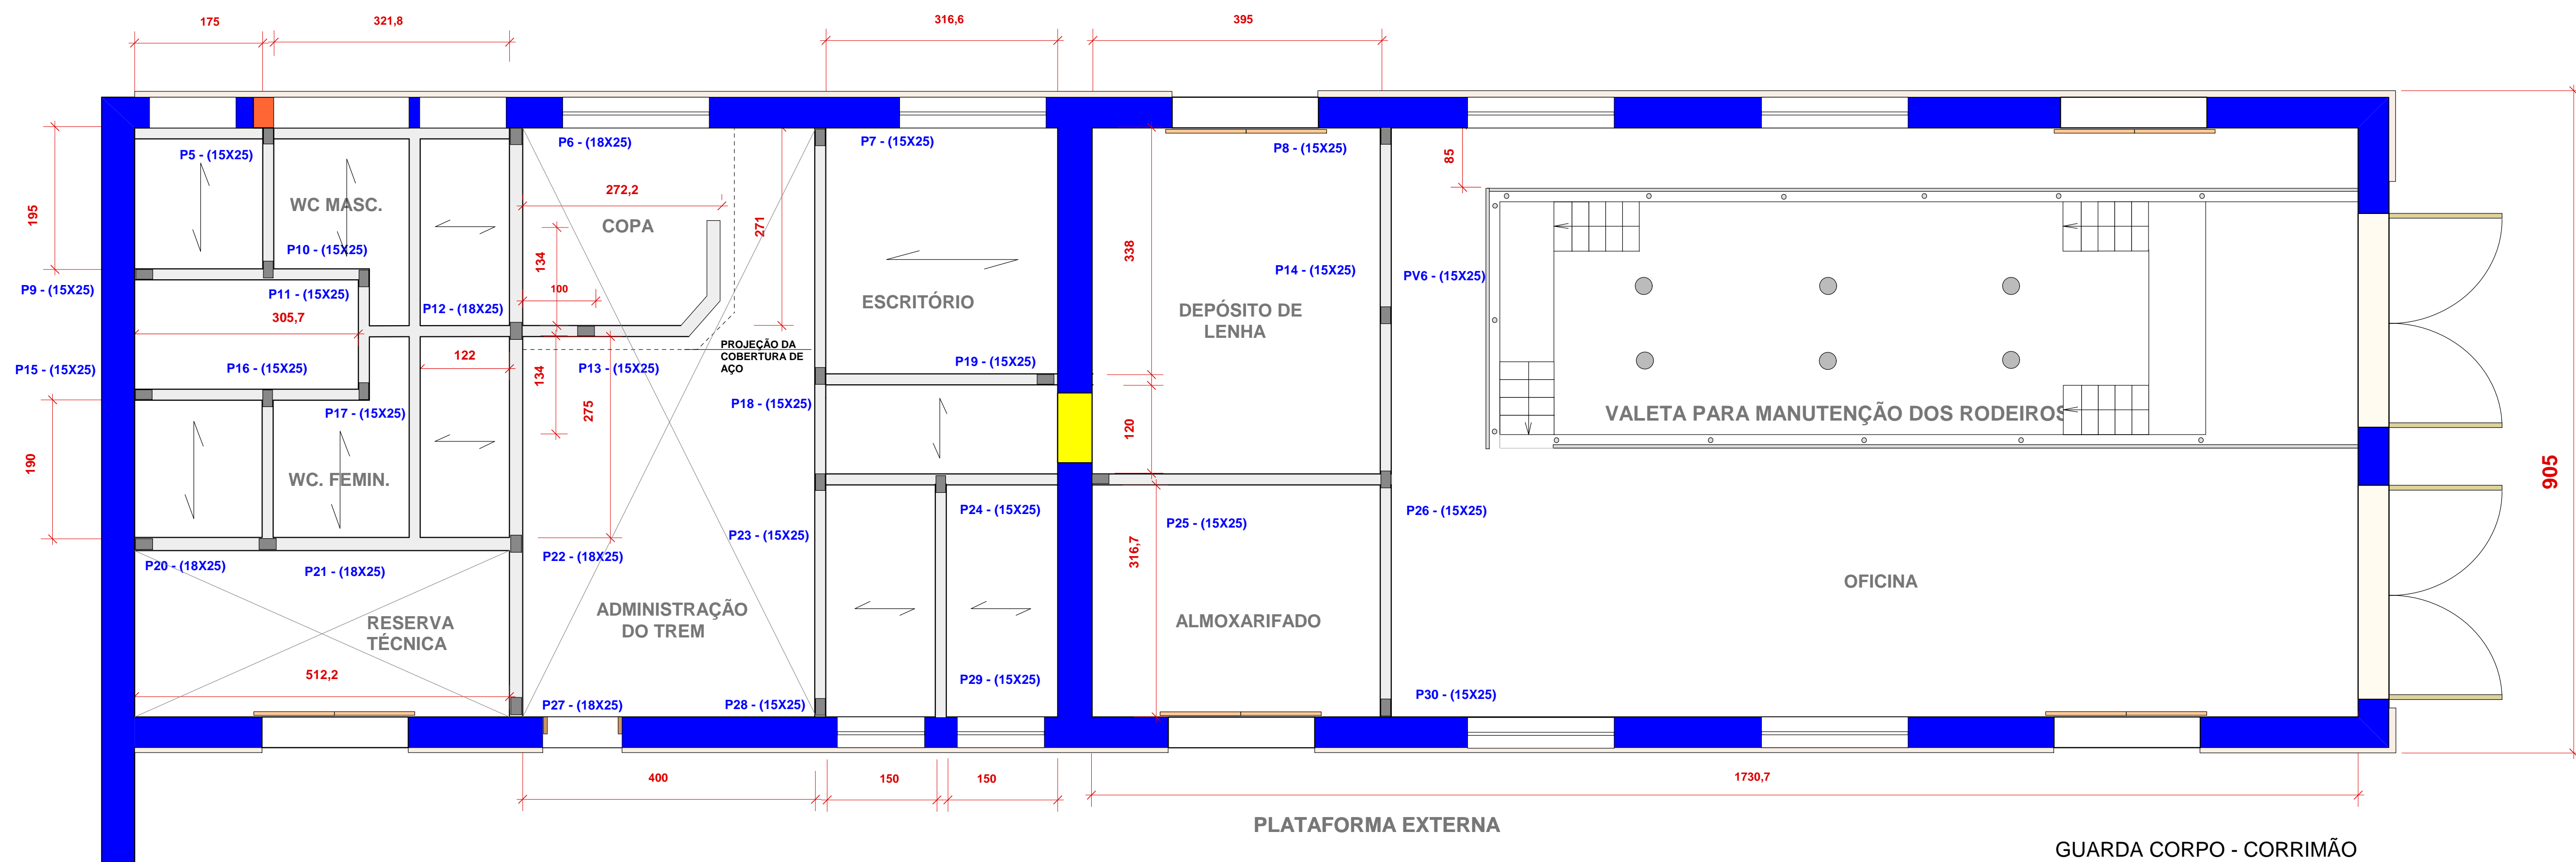 175
321,8
316,6
395
P5 - (15X25)
P6 - (18X25)
P7 - (15X25)
P8 - (15X25)
85
272,2
WC MASC.
COPA
195
271
P10 - (15X25)
338
134
P9 - (15X25)
P11 - (15X25)
100
P14 - (15X25)
PV6 - (15X25)
P12 - (18X25)
ESCRITÓRIO
DEPÓSITO DE
LENHA
305,7
122
PROJEÇÃO DA
COBERTURA DE
AÇO
P15 - (15X25)
P16 - (15X25)
134
P13 - (15X25)
P19 - (15X25)
P17 - (15X25)
275
P18 - (15X25)
120
VALETA PARA MANUTENÇÃO DOS RODEIROS
190
WC. FEMIN.
905
P24 - (15X25)
P25 - (15X25)
P26 - (15X25)
P23 - (15X25)
316,7
P20 - (18X25)
P21 - (18X25)
P22 - (18X25)
OFICINA
ADMINISTRAÇÃO
DO TREM
RESERVA
TÉCNICA
ALMOXARIFADO
512,2
P29 - (15X25)
P30 - (15X25)
P27 - (18X25)
P28 - (15X25)
400
150
150
1730,7
PLATAFORMA EXTERNA
GUARDA CORPO - CORRIMÃO